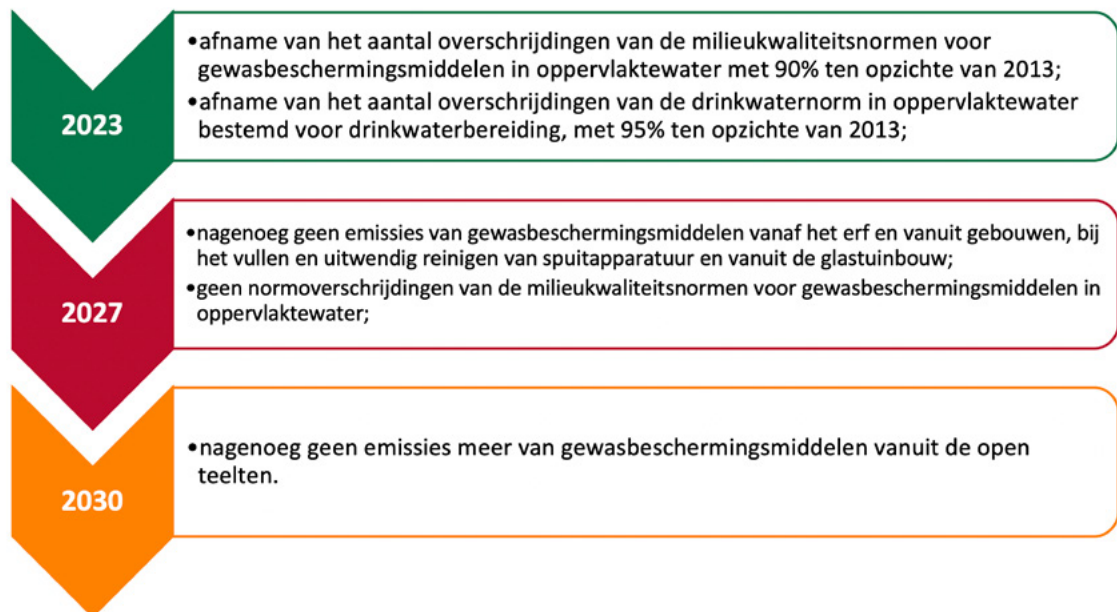 2023
•afname van het aantal overschrijdingen van de milieukwaliteitsnormen voor
gewasbeschermingsmiddelen in oppervlaktewater met 90% ten opzichte van 2013;
•afname van het aantal overschrijdingen van de drinkwaternorm in oppervlaktewater
bestemd voor drinkwaterbereiding, met 95% ten opzichte van 2013;
2027
•nagenoeg geen emissies van gewasbeschermingsmiddelen vanaf het erf en vanuit gebouwen, bij
het vullen en uitwendig reinigen van spuitapparatuur en vanuit de glastuinbouw;
•geen normoverschrijdingen van de milieukwaliteitsnormen voor gewasbeschermingsmiddelen in
oppervlaktewater;
2030
•nagenoeg geen emissies meer van gewasbeschermingsmiddelen vanuit de open
teelten.